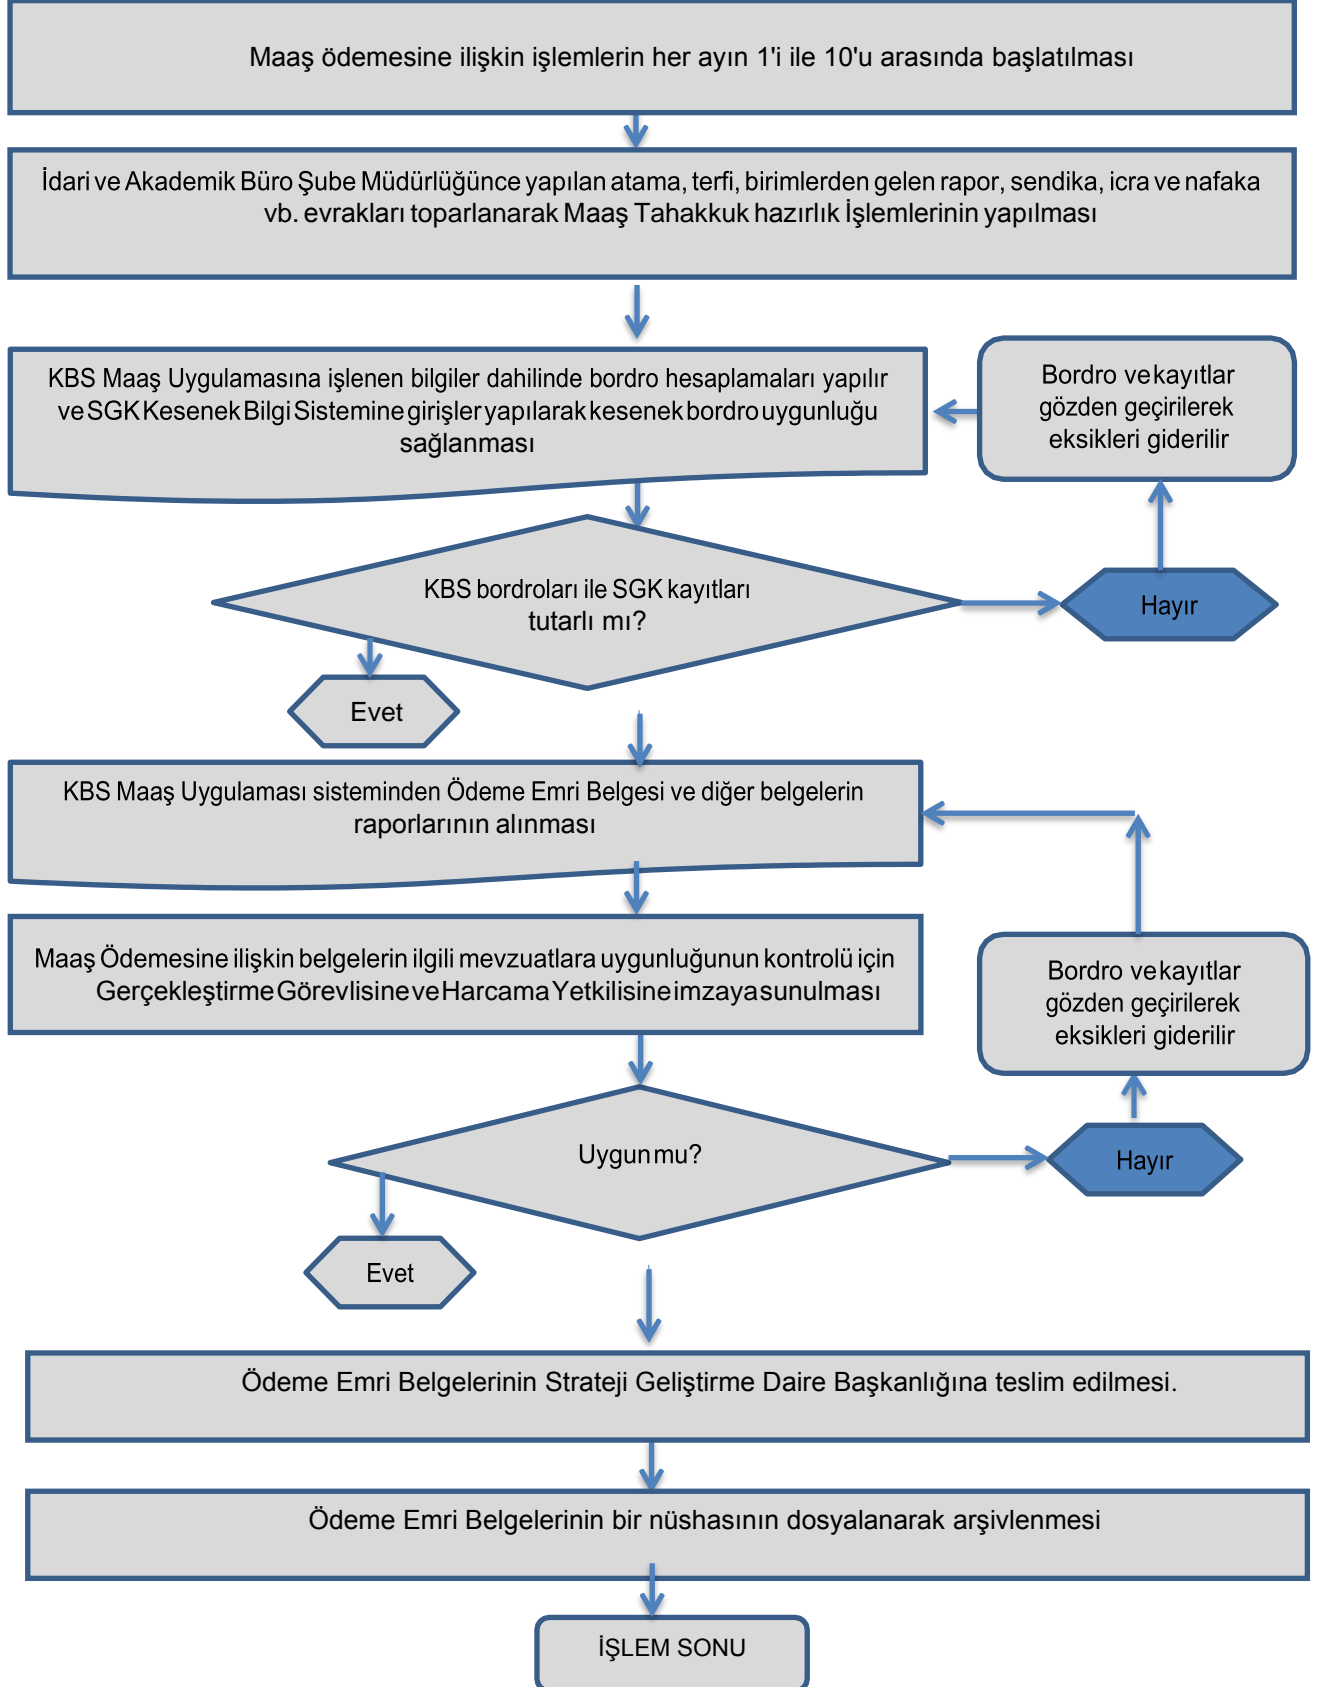 Maaş ödemesine ilişkin işlemlerin her ayın 1'i ile 10'u arasında başlatılması
İdari ve Akademik Büro Şube Müdürlüğünce yapılan atama, terfi, birimlerden gelen rapor, sendika, icra ve nafaka
vb. evrakları toparlanarak Maaş Tahakkuk hazırlık İşlemlerinin yapılması
KBS Maaş Uygulamasına işlenen bilgiler dahilinde bordro hesaplamaları yapılır
ve SGK Kesenek Bilgi Sistemine girişler yapılarak kesenek bordro uygunluğu
sağlanması
Bordro ve kayıtlar
gözden geçirilerek
eksikleri giderilir
KBS bordroları ile SGK kayıtları
tutarlı mı?
Hayır
Evet
KBS Maaş Uygulaması sisteminden Ödeme Emri Belgesi ve diğer belgelerin
raporlarının alınması
Maaş Ödemesine ilişkin belgelerin ilgili mevzuatlara uygunluğunun kontrolü için
Gerçekleştirme Görevlisine ve Harcama Yetkilisine imzaya sunulması
Bordro ve kayıtlar
gözden geçirilerek
eksikleri giderilir
Uygun mu?
Hayır
Evet
Ödeme Emri Belgelerinin Strateji Geliştirme Daire Başkanlığına teslim edilmesi.
Ödeme Emri Belgelerinin bir nüshasının dosyalanarak arşivlenmesi
İŞLEM SONU